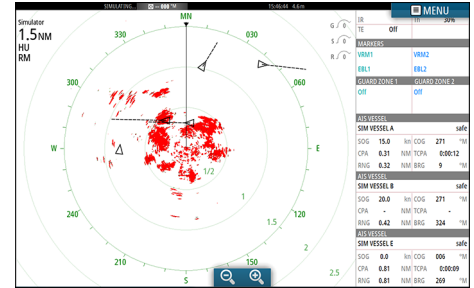 SIMULATING... 15:46:44 4.6m
MENU
Simulator
1.5 NM
HU
RM
G / 0
S / 0
R / 0
MN
030
060
E
120
150
S
210
240
W
300
330
1/2
1
1.5
2
2.5
IR 30%
TE Off
MARKERS
VRM1 VRM2
EBL1 EBL2
GUARD ZONE 1 GUARD ZONE 2
Off Off
AIS VESSEL
SIM VESSEL A safe
SOG 15.0 kn COG 271 °M
CPA 0.31 NM TCPA 0:00:12
RNG 0.32 NM BRG 9 °M
AIS VESSEL
SIM VESSEL B safe
SOG 20.0 kn COG 271 °M
CPA - NM TCPA -
RNG 0.42 NM BRG 324 °M
AIS VESSEL
SIM VESSEL E safe
SOG 0.0 kn COG 006 °M
CPA 0.81 NM TCPA 0:00:09
RNG 0.81 NM BRG 269 °M